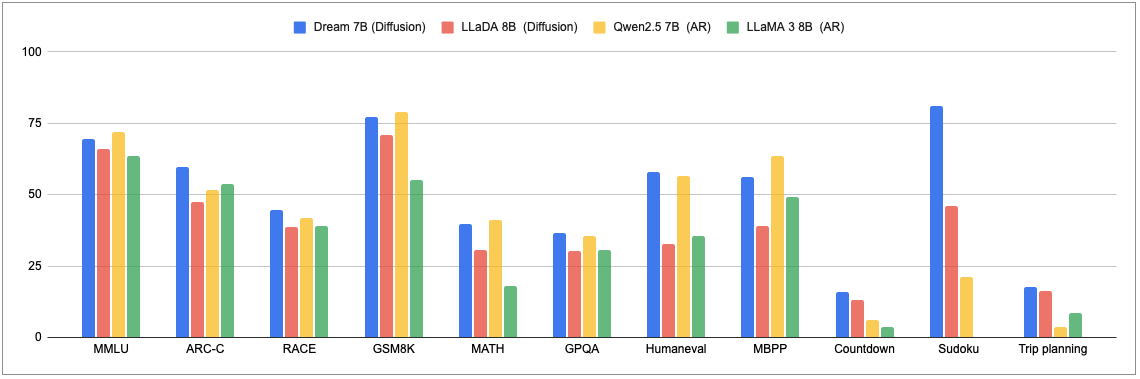 Dream 7B (Diffusion) LLaDA 8B (Diffusion) Qwen2.5 7B (AR) LLaMA 3 8B (AR)
100
75
50
25
0
MMLU ARC-C RACE GSM8K MATH GPQA Humaneval MBPP Countdown Sudoku Trip planning